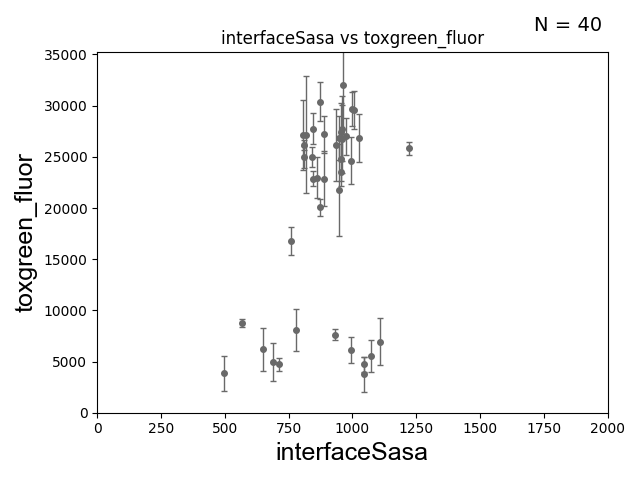 N = 40
interfaceSasa vs toxgreen_fluor
toxgreen_fluor
35000
30000
25000
20000
15000
10000
5000
0
0 250 500 750 1000 1250 1500 1750 2000
interfaceSasa